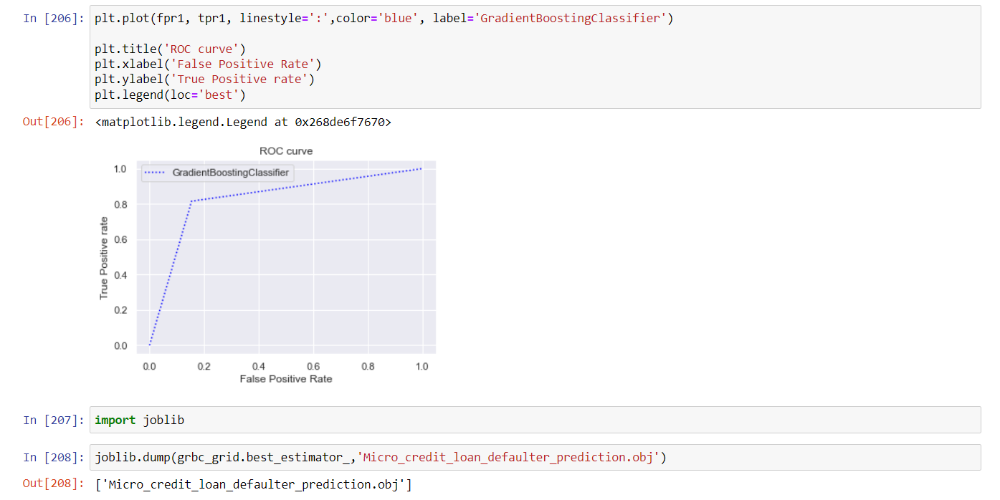 In [206]: plt.plot(fpr1, tpr1, linestyle=':',color='blue', label='GradientBoostingClassifier')
plt.title('ROC curve')
plt.xlabel('False Positive Rate')
plt.ylabel('True Positive rate')
plt.legend(loc='best')
Out[206]: <matplotlib.legend.Legend at 0x268de6f7670>
ROC curve
GradientBoostingClassifier
True Positive rate
1.0
0.8
0.6
0.4
0.2
0.0
0.0 0.2 0.4 0.6 0.8 1.0
False Positive Rate
In [207]: import joblib
In [208]: joblib.dump(grbc_grid.best_estimator_,'Micro_credit_loan_defaulter_prediction.obj')
Out[208]: ['Micro_credit_loan_defaulter_prediction.obj']